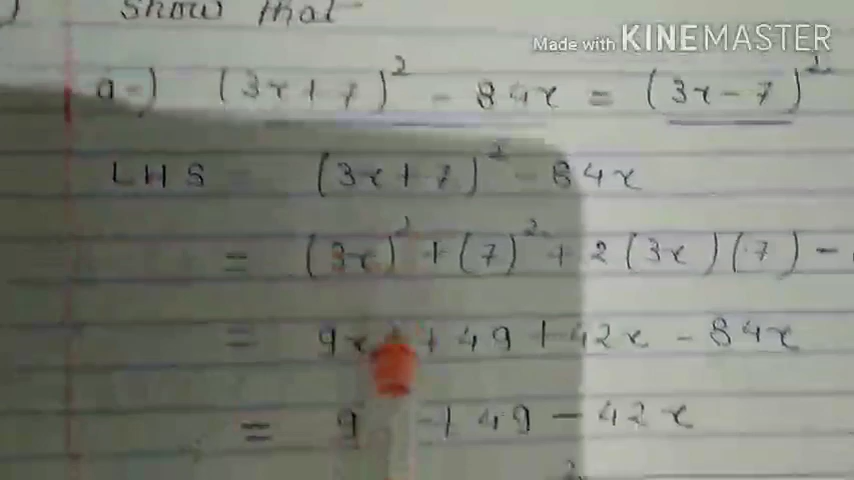 Show that
Made with KINEMASTER
a-) (3x+7)² - 84x = (3x-7)²
LHS (3x+7)² - 84x
= (3x)² + (7)² + 2(3x)(7) -
= 9x² + 49 + 42x - 84x
= 9 + 49 - 42x